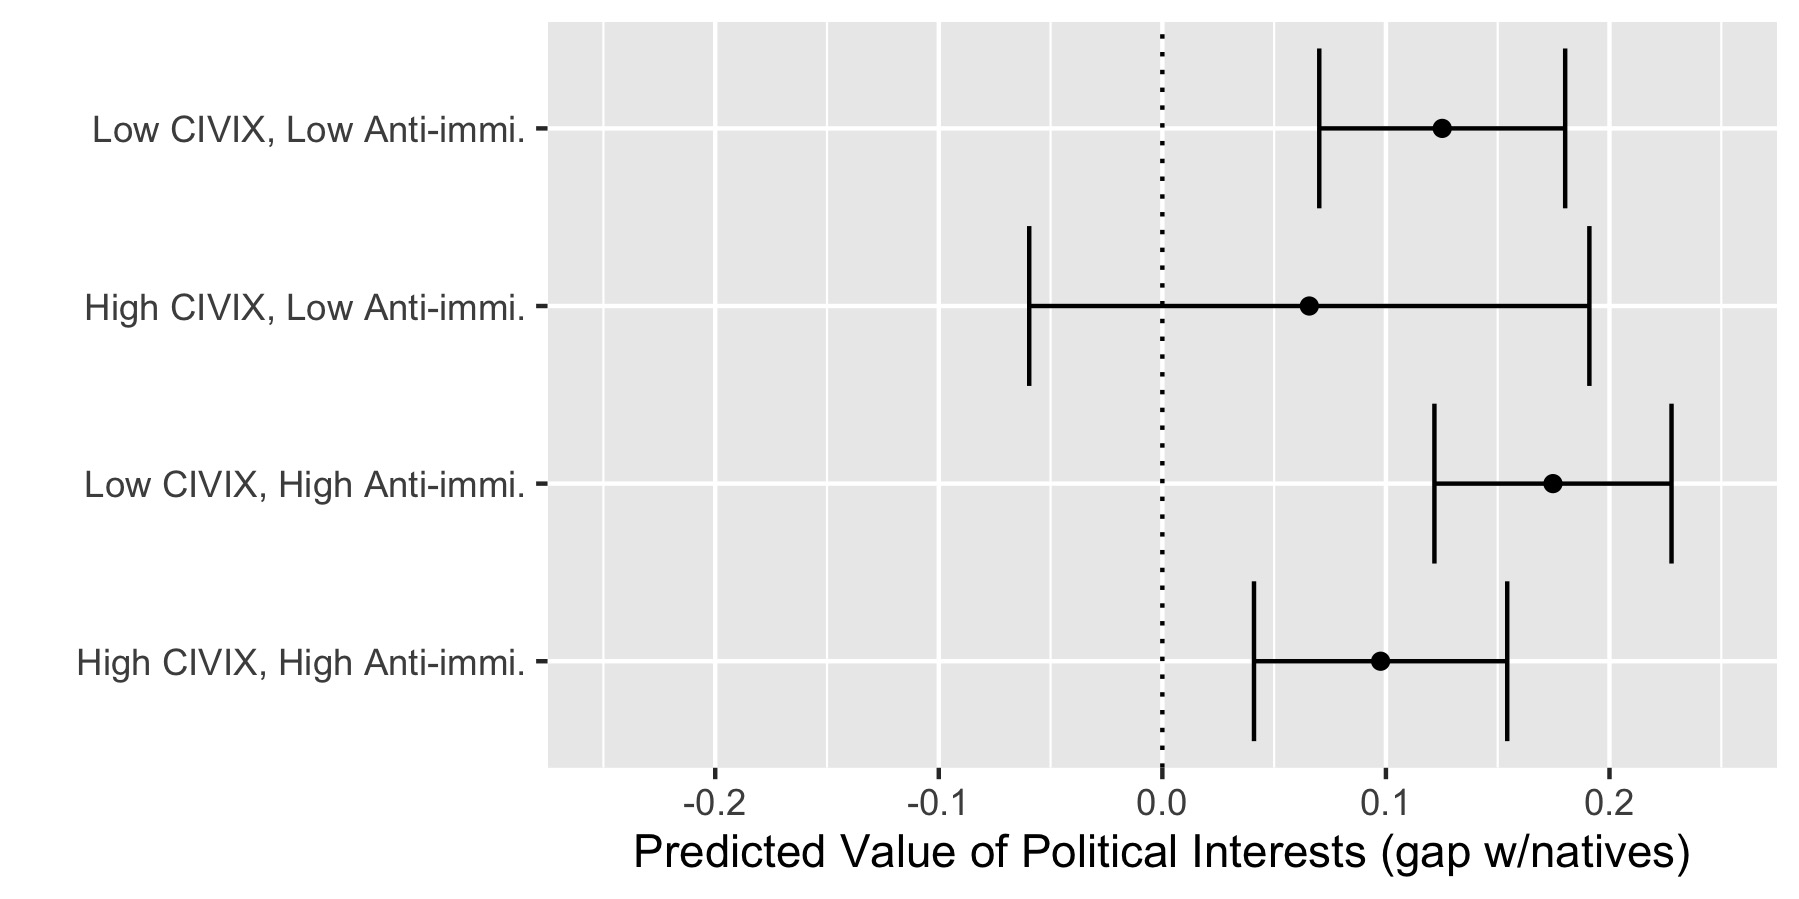 Low CIVIX, Low Anti-immi.
High CIVIX, Low Anti-immi.
Low CIVIX, High Anti-immi.
High CIVIX, High Anti-immi.
-0.2 -0.1 0.0 0.1 0.2
Predicted Value of Political Interests (gap w/natives)